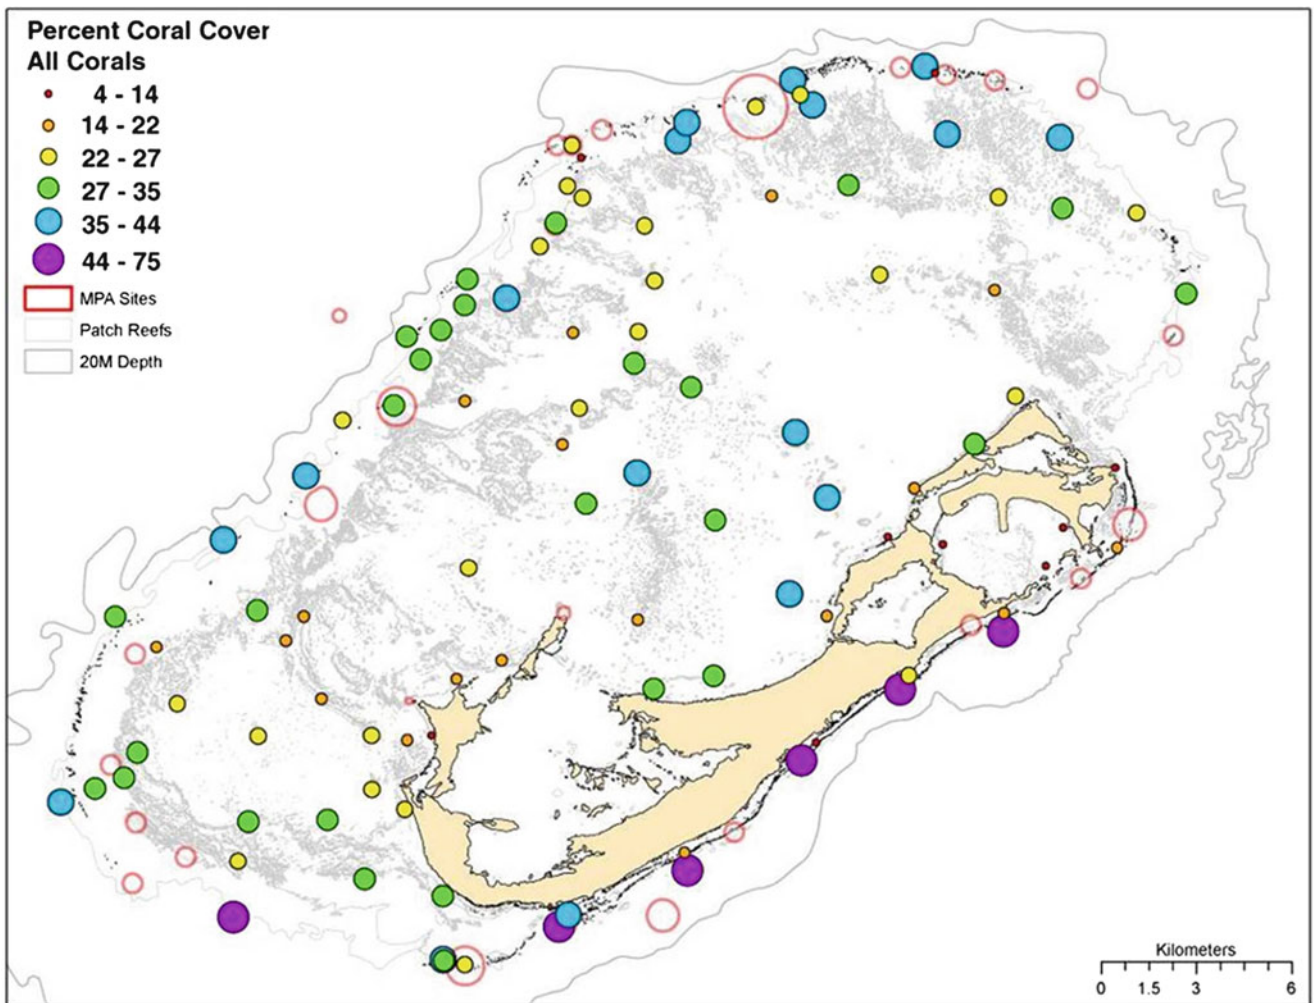 Percent Coral Cover
All Corals
4 - 14
14 - 22
22 - 27
27 - 35
35 - 44
44 - 75
MPA Sites
Patch Reefs
20M Depth
Kilometers
0 1.5 3 6